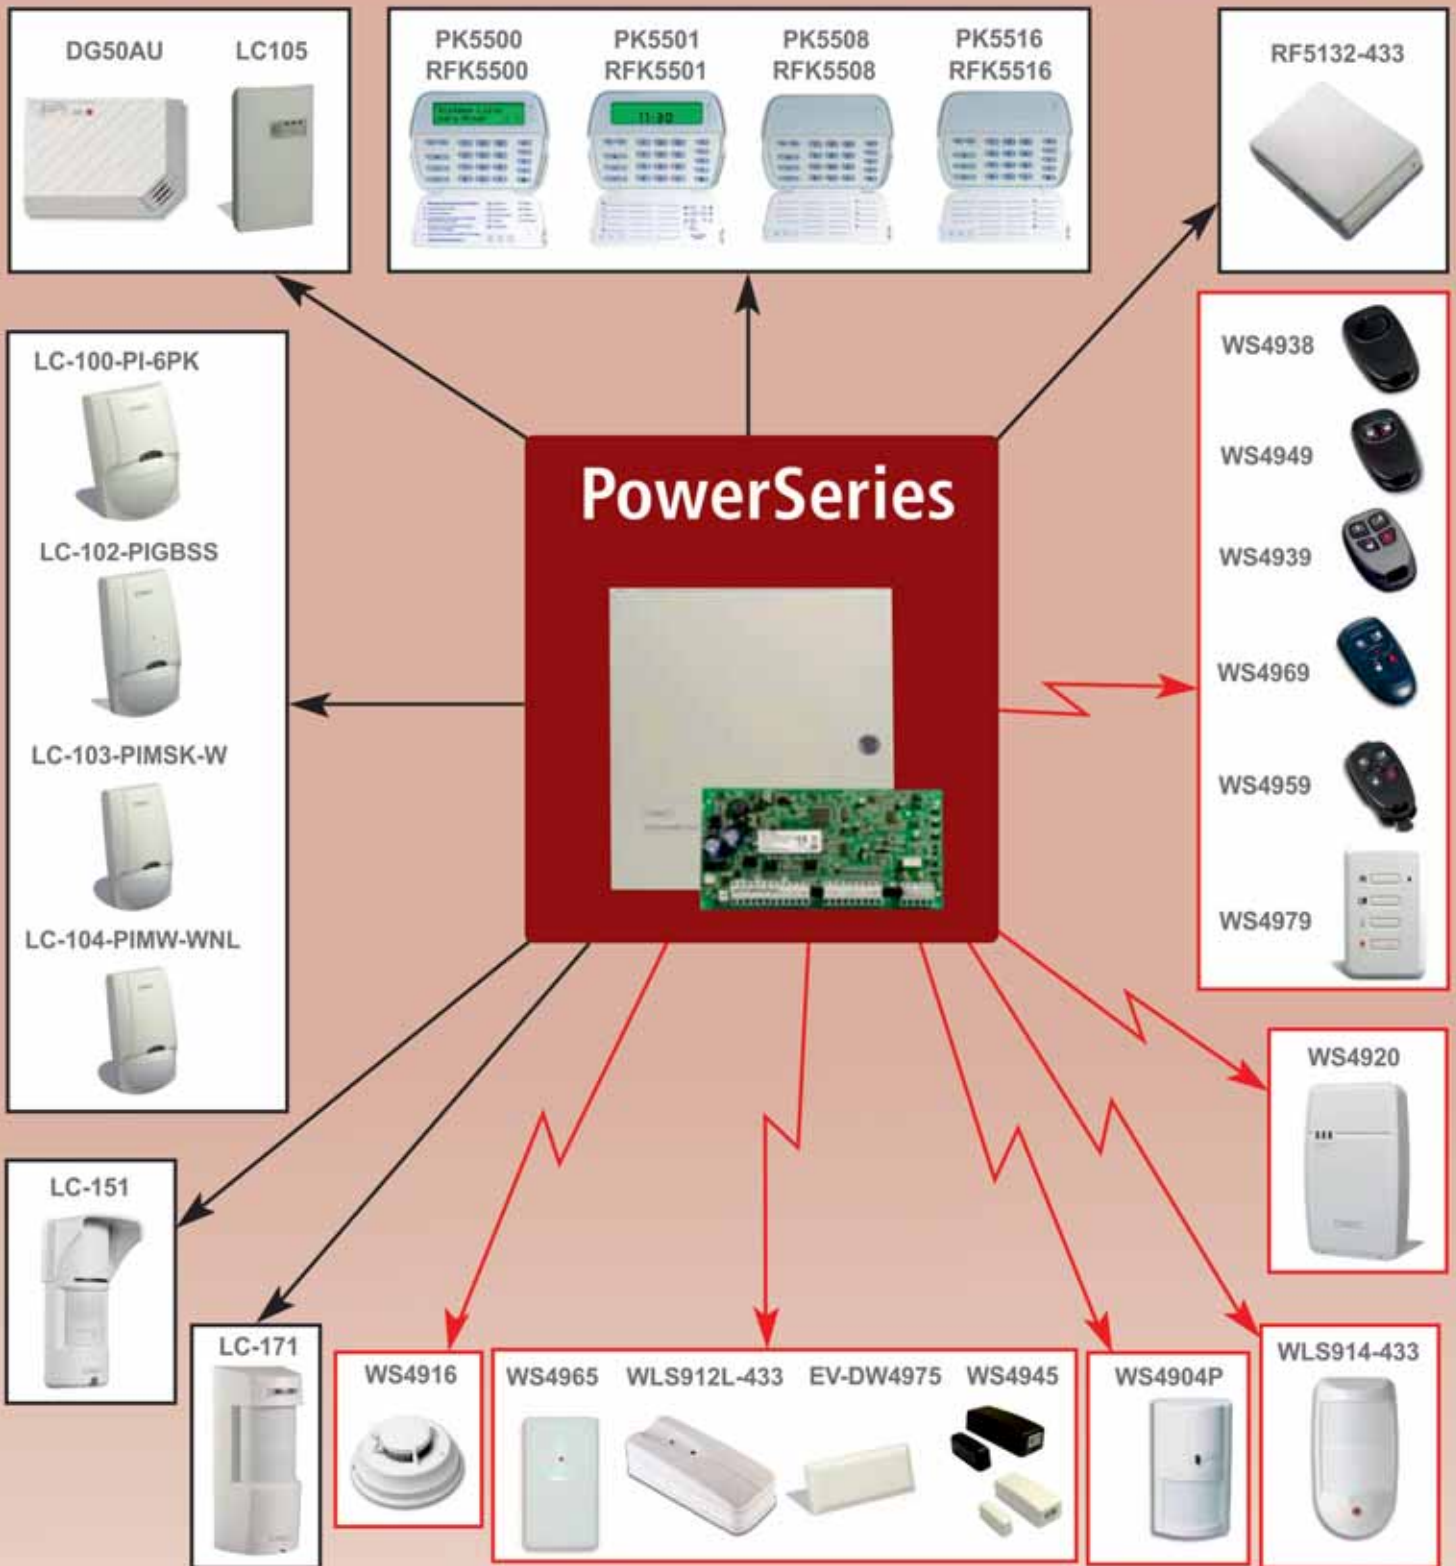 DG50AU LC105
PK5500 PK5501 PK5508 PK5516
RFK5500 RFK5501 RFK5508 RFK5516
11:30
RF5132-433
LC-100-PI-6PK
LC-102-PIGBSS
LC-103-PIMSK-W
LC-104-PIMW-WNL
PowerSeries
WS4938
WS4949
WS4939
WS4969
WS4959
WS4979
WS4920
LC-151
LC-171
WS4916
WS4965 WLS912L-433 EV-DW4975 WS4945
WS4904P
WLS914-433